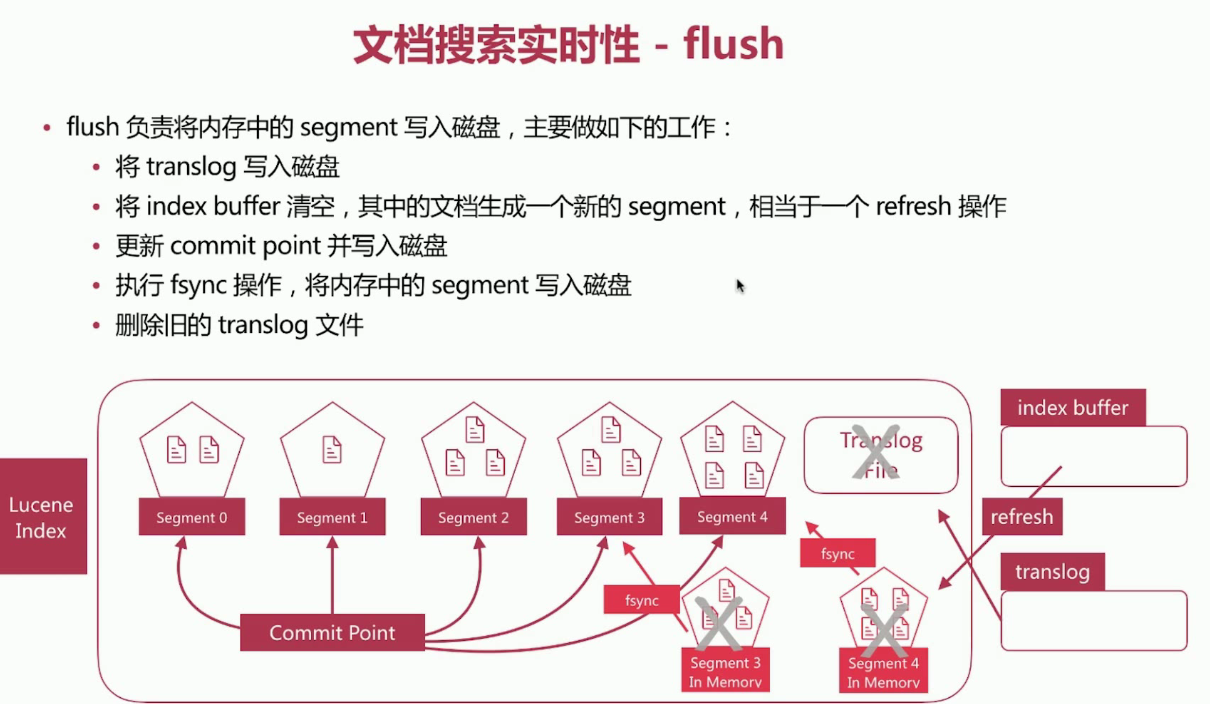 文档搜索实时性 - flush
• flush 负责将内存中的 segment 写入磁盘，主要做如下的工作：
• 将 translog 写入磁盘
• 将 index buffer 清空，其中的文档生成一个新的 segment，相当于一个 refresh 操作
• 更新 commit point 并写入磁盘
• 执行 fsync 操作，将内存中的 segment 写入磁盘
• 删除旧的 translog 文件
index buffer
Translog
File
Lucene
Index
Segment 0
Segment 1
Segment 2
Segment 3
Segment 4
refresh
fsync
translog
fsync
Commit Point
Segment 3
In Memory
Segment 4
In Memory